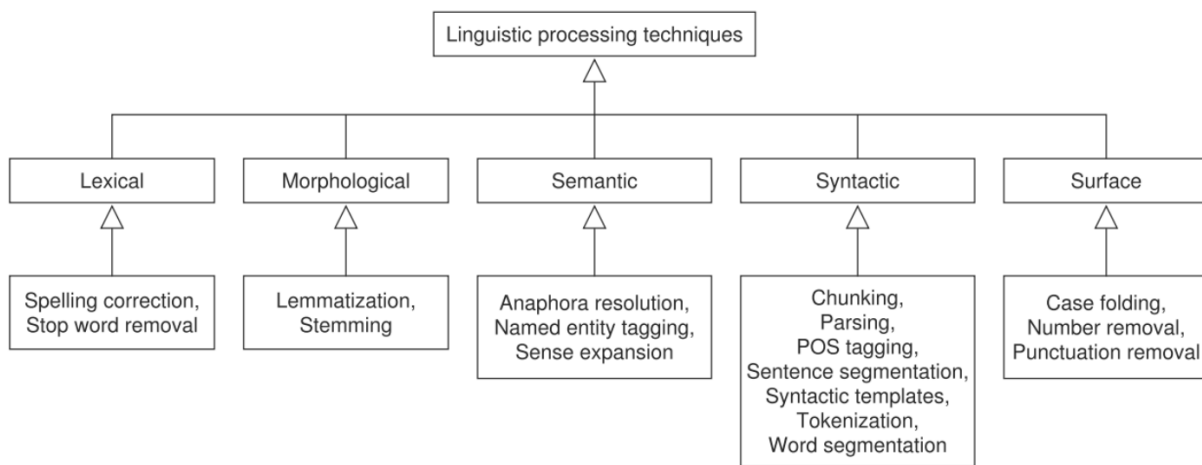 Linguistic processing techniques
Lexical
Morphological
Semantic
Syntactic
Surface
Spelling correction,
Stop word removal
Lemmatization,
Stemming
Anaphora resolution,
Named entity tagging,
Sense expansion
Chunking,
Parsing,
POS tagging,
Sentence segmentation,
Syntactic templates,
Tokenization,
Word segmentation
Case folding,
Number removal,
Punctuation removal